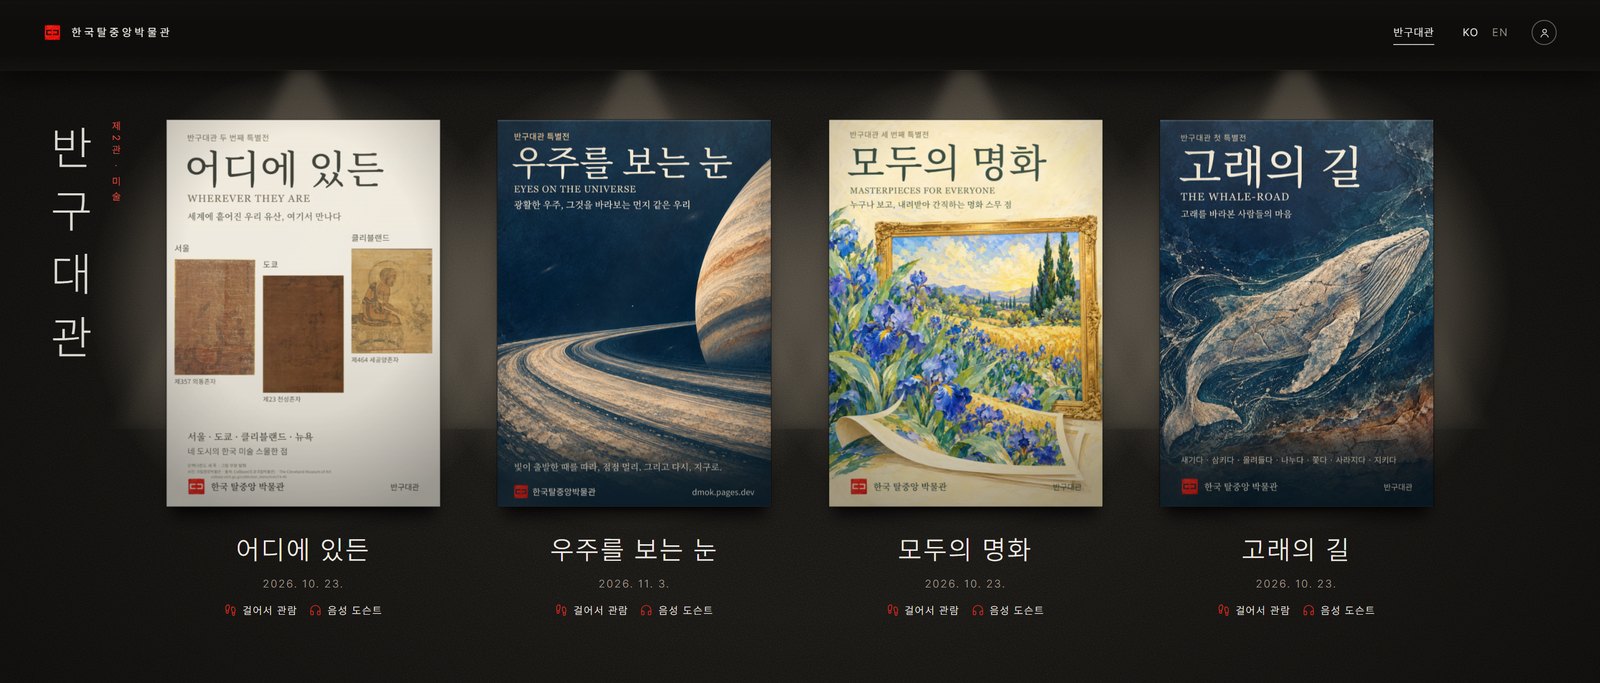 한국탈중앙박물관
반구대관
KO
EN
반구대관
제2관 · 미술
반구대관 두 번째 특별전
어디에 있든
WHEREVER THEY ARE
세계에 흩어진 우리 유산, 여기서 만나다
서울
도쿄
클리블랜드
제357 의통존자
제23 천성존자
제464 세공양존자
서울 · 도쿄 · 클리블랜드 · 뉴욕
네 도시의 한국 미술 스물한 점
한국 탈중앙 박물관
반구대관
반구대관 특별전
우주를 보는 눈
EYES ON THE UNIVERSE
광활한 우주, 그것을 바라보는 먼지 같은 우리
빛이 출발한 때를 따라, 점점 멀리, 그리고 다시, 지구로.
한국탈중앙박물관
dmok.pages.dev
반구대관 세 번째 특별전
모두의 명화
MASTERPIECES FOR EVERYONE
누구나 보고, 내려받아 간직하는 명화 스무 점
한국 탈중앙 박물관
반구대관
반구대관 첫 특별전
고래의 길
THE WHALE-ROAD
고래를 바라본 사람들의 마음
새기다 · 삼키다 · 올려들다 · 나누다 · 쫓다 · 사라지다 · 지키다
한국 탈중앙 박물관
반구대관
어디에 있든
2026. 10. 23.
걸어서 관람
음성 도슨트
우주를 보는 눈
2026. 11. 3.
걸어서 관람
음성 도슨트
모두의 명화
2026. 10. 23.
걸어서 관람
음성 도슨트
고래의 길
2026. 10. 23.
걸어서 관람
음성 도슨트